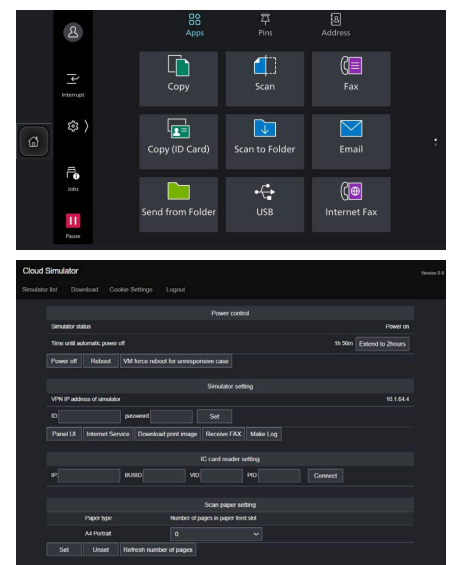 Apps Pins Address
Interrupt
Copy Scan Fax
Copy (ID Card) Scan to Folder Email
Jobs
Send from Folder USB Internet Fax
Pause
Cloud Simulator
Version 0.6
Simulator list Download Cookie Settings Logout
Power control
Simulator status Power on
Time until automatic power off 1h 56m Extend to 2hours
Power off Reboot VM force reboot for unresponsive case
Simulator setting
VPN IP address of simulator 10.1.64.4
ID: password: Set
Panel UI Internet Service Download print image Receive FAX Make Log
IC card reader setting
IP: BUSID: VID: PID: Connect
Scan paper setting
Paper type Number of pages in paper feed slot
A4 Portrait 0
Set Unset Refresh number of pages